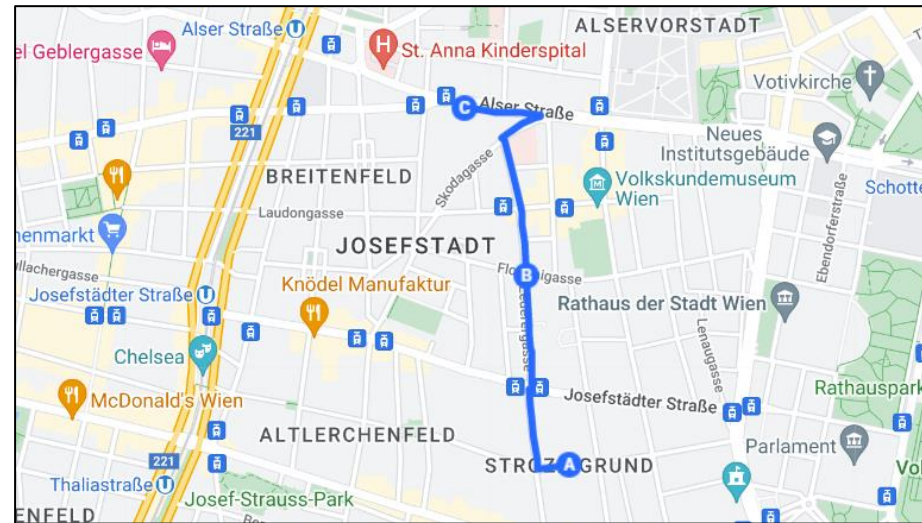 ALSERVORSTADT
Alser Straße U
el Geblergasse
H
St. Anna Kinderspital
Votivkirche
C
Alser Straße
221
Neues
Institutsgebäude
BREITENFELD
Skodagasse
Volkskundemuseum
Wien
Schotte
Laudongasse
Ebendorferstraße
nenmarkt
JOSEFSTADT
ullachergasse
B
Knödel Manufaktur
Josefstädter Straße U
Rathaus der Stadt Wien
Lenaugasse
Chelsea
Rathauspark
McDonald's Wien
Josefstädter Straße
ALTLERCHENFELD
Parlament
A
GRUND
221
Vo
Thaliastraße U
Josef-Strauss-Park
ENFELD